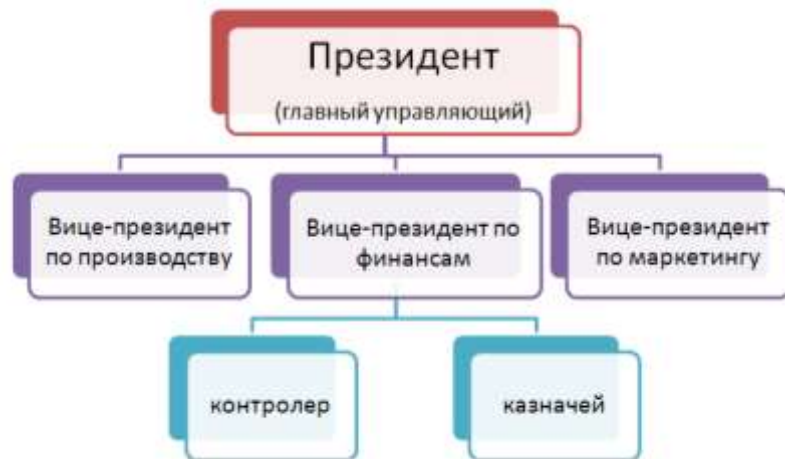 Президент
(главный управляющий)
Вице-президент
по производству
Вице-президент по
финансам
Вице-президент
по маркетингу
контролер
казначей